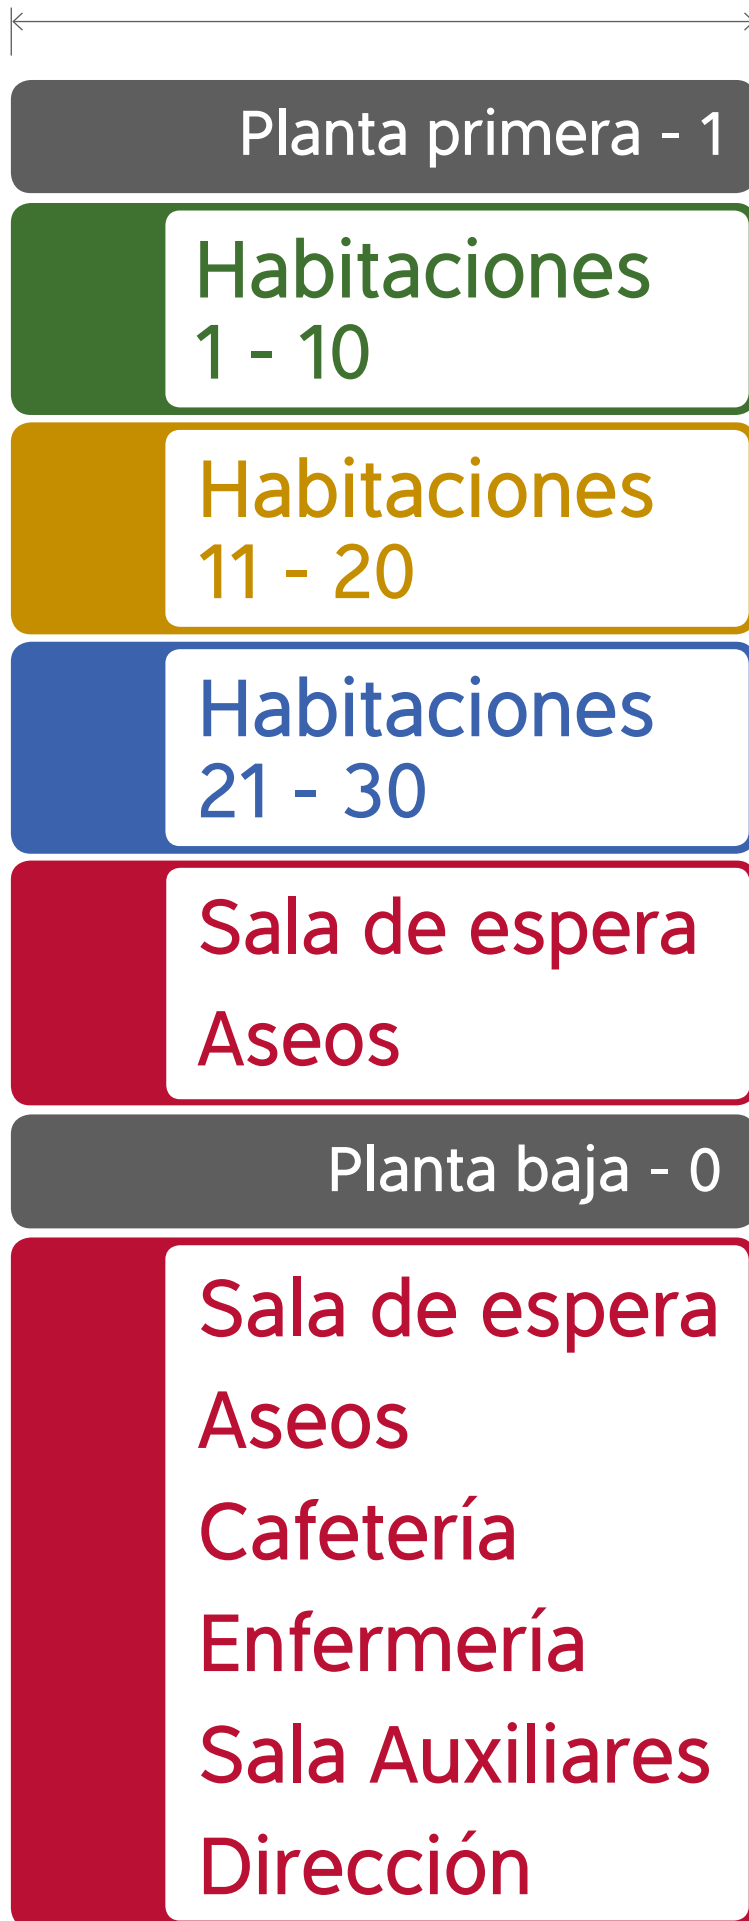 Planta primera - 1
Habitaciones
1 - 10
Habitaciones
11 - 20
Habitaciones
21 - 30
Sala de espera
Aseos
Planta baja - 0
Sala de espera
Aseos
Cafetería
Enfermería
Sala Auxiliares
Dirección